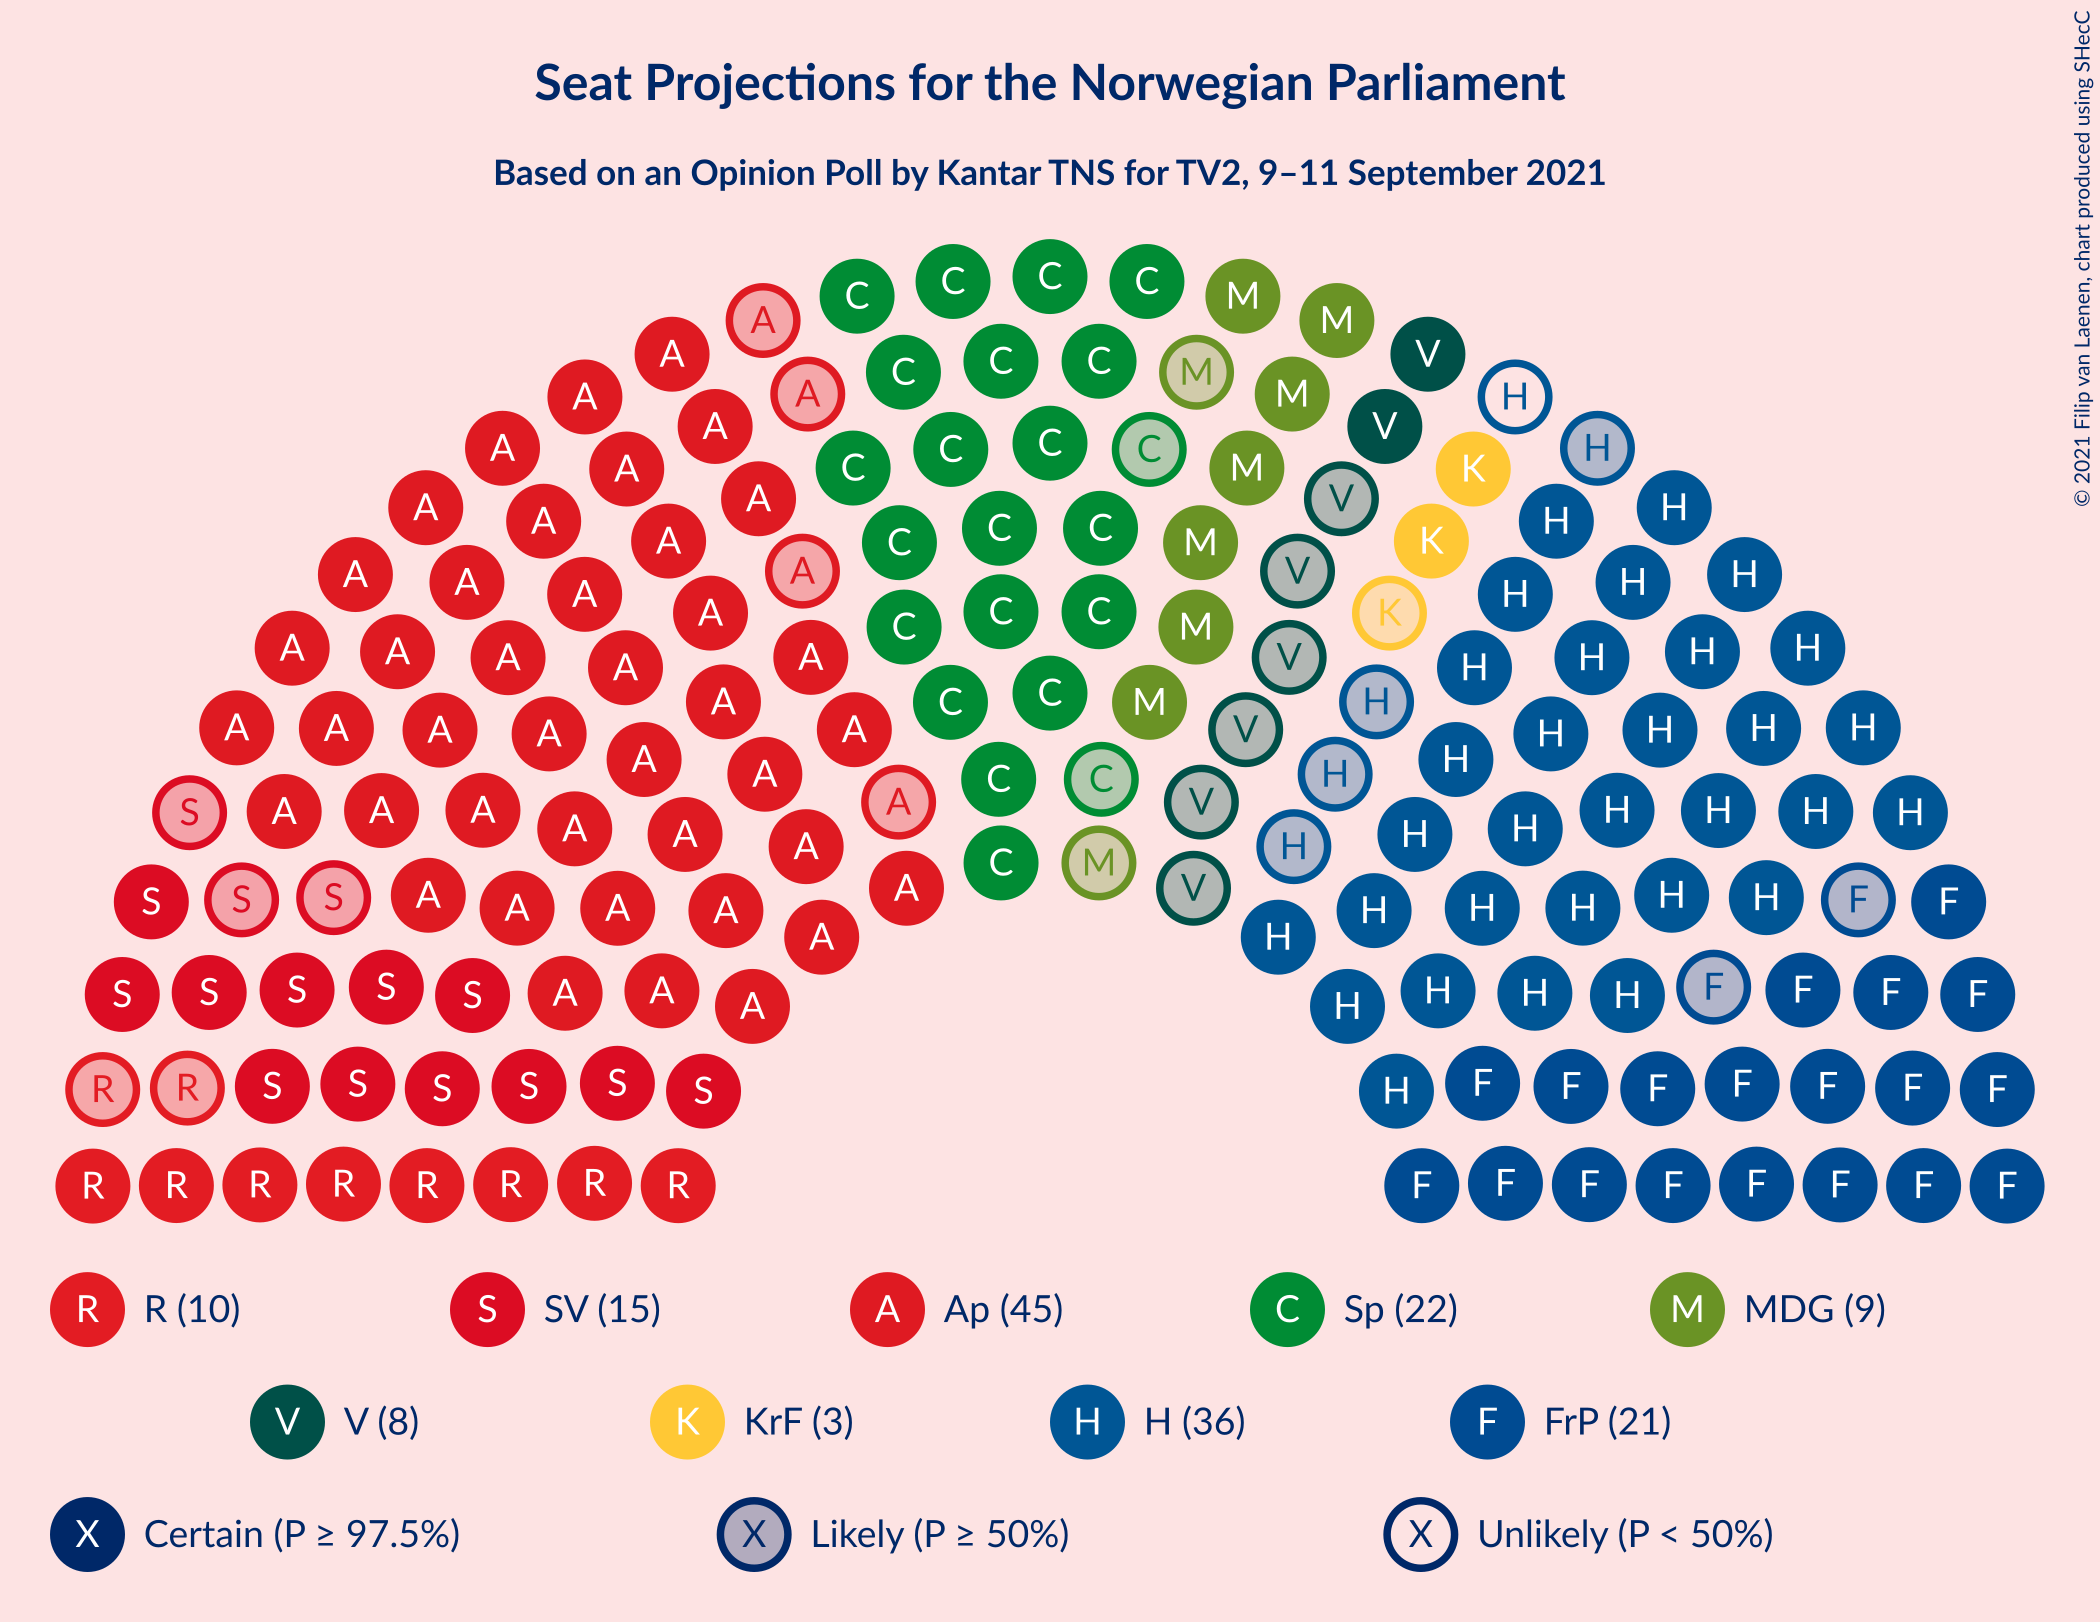 © 2021 Filip van Laenen, chart produced using SHecC
Seat Projections for the Norwegian Parliament
Based on an Opinion Poll by Kantar TNS for TV2, 9–11 September 2021
C C C C M
A M
A C C C M V
A A M H
A A C C C V H
A C M K
A A A V H H
A C C C M K
A A A A V H H H
A C C C M K
A A A A A V H H H H
A C C M H
A A A A A V H H H H
A A C C H H
S A A A A V H H H H
A A A C M H H H
S S S A A A A A V H H H H H F F
A H
S S S S S A A A H H H H F F F F
R R S S S S S S H F F F F F F F
R R R R R R R R F F F F F F F F
R R (10) S SV (15) A Ap (45) C Sp (22) M MDG (9)
V V (8) K KrF (3) H H (36) F FrP (21)
X Certain (P ≥ 97.5%) X Likely (P ≥ 50%) X Unlikely (P < 50%)